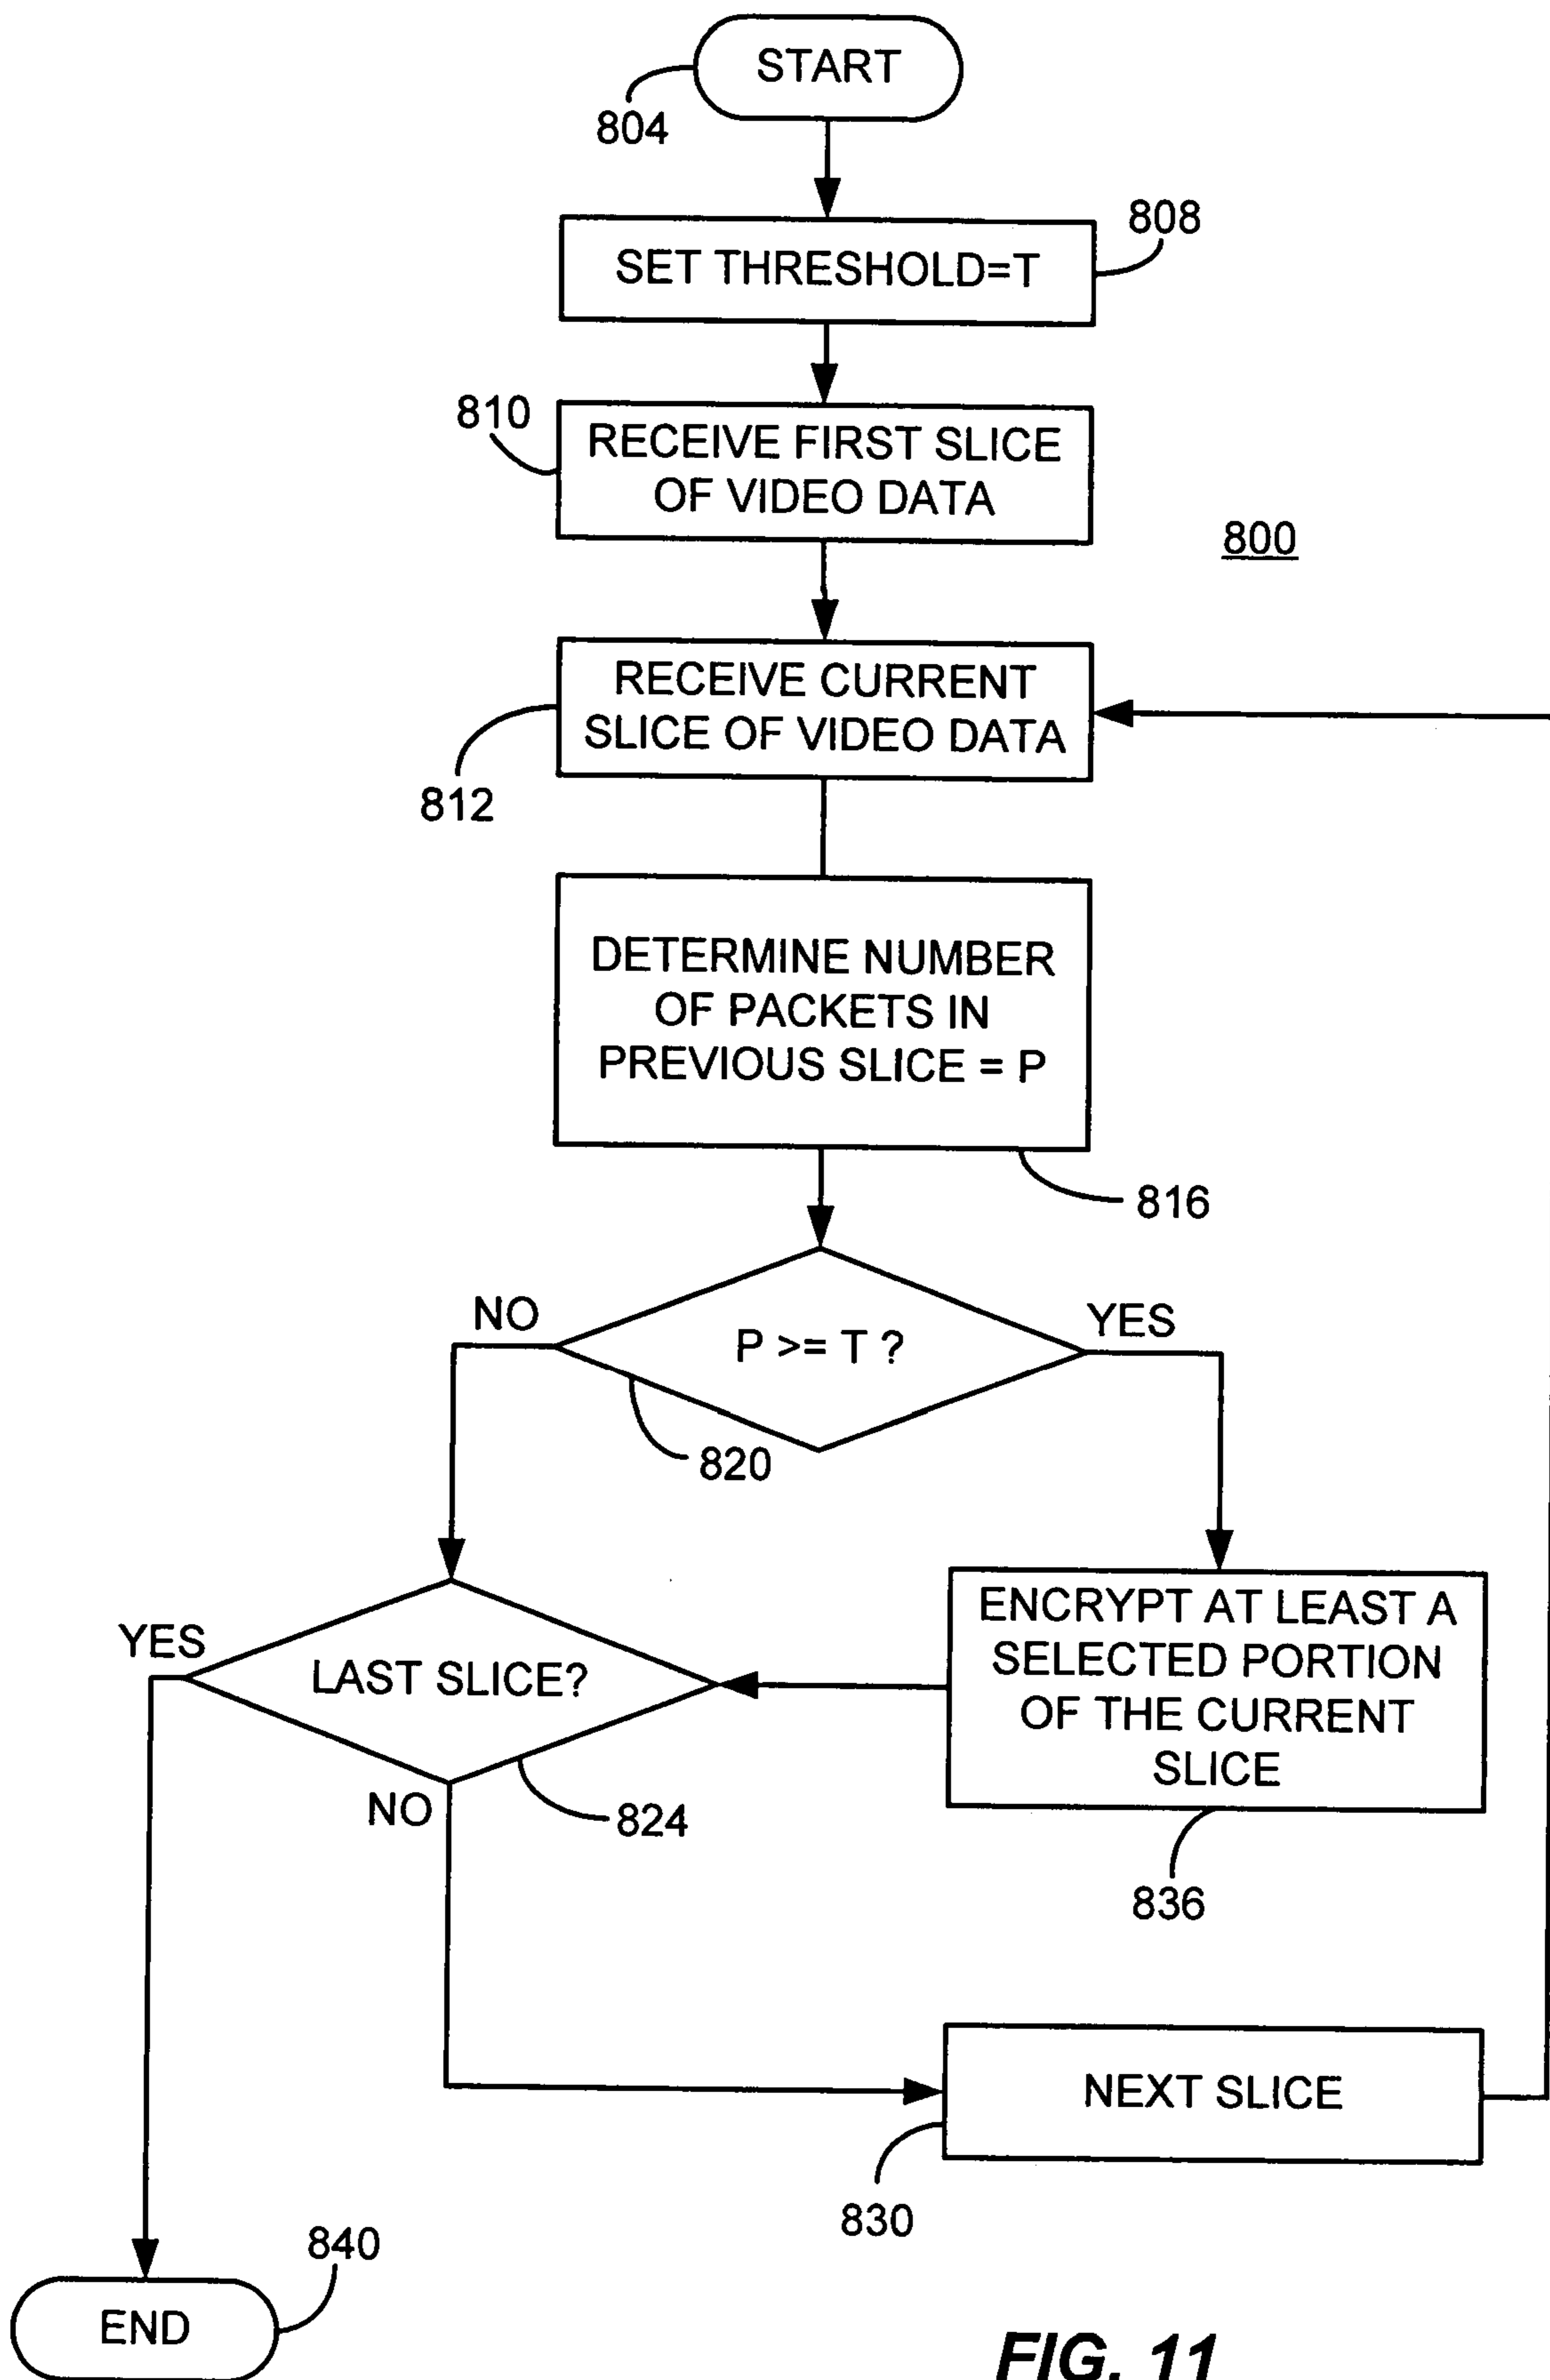 START
804
808
SET THRESHOLD=T
810
RECEIVE FIRST SLICE
OF VIDEO DATA
800
RECEIVE CURRENT
SLICE OF VIDEO DATA
812
DETERMINE NUMBER
OF PACKETS IN
PREVIOUS SLICE = P
816
NO
YES
P >= T ?
820
YES
LAST SLICE?
NO
824
ENCRYPT AT LEAST A
SELECTED PORTION
OF THE CURRENT
SLICE
836
NEXT SLICE
830
840
END
FIG. 11